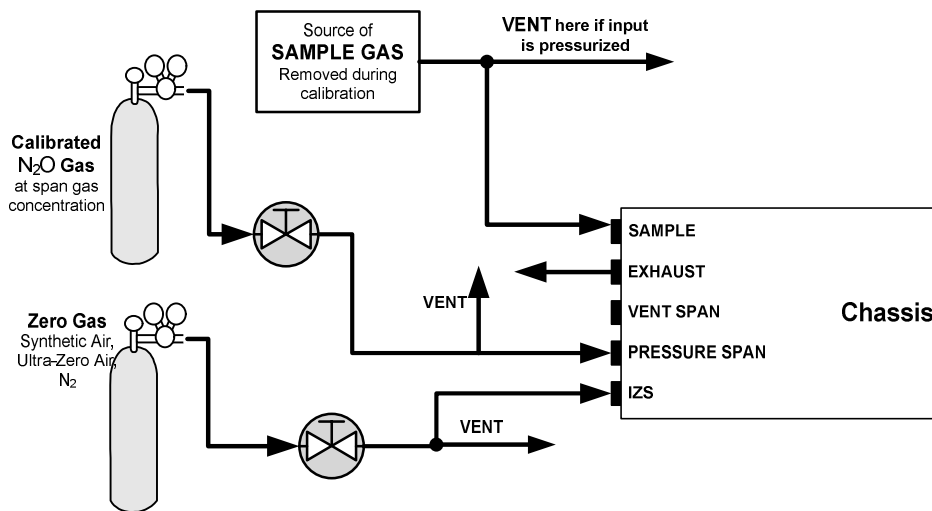 Source of
SAMPLE GAS
Removed during
calibration
VENT here if input
is pressurized
Calibrated
N₂O Gas
at span gas
concentration
SAMPLE
EXHAUST
VENT SPAN
PRESSURE SPAN
IZS
Chassis
VENT
Zero Gas
Synthetic Air,
Ultra-Zero Air,
N₂
VENT